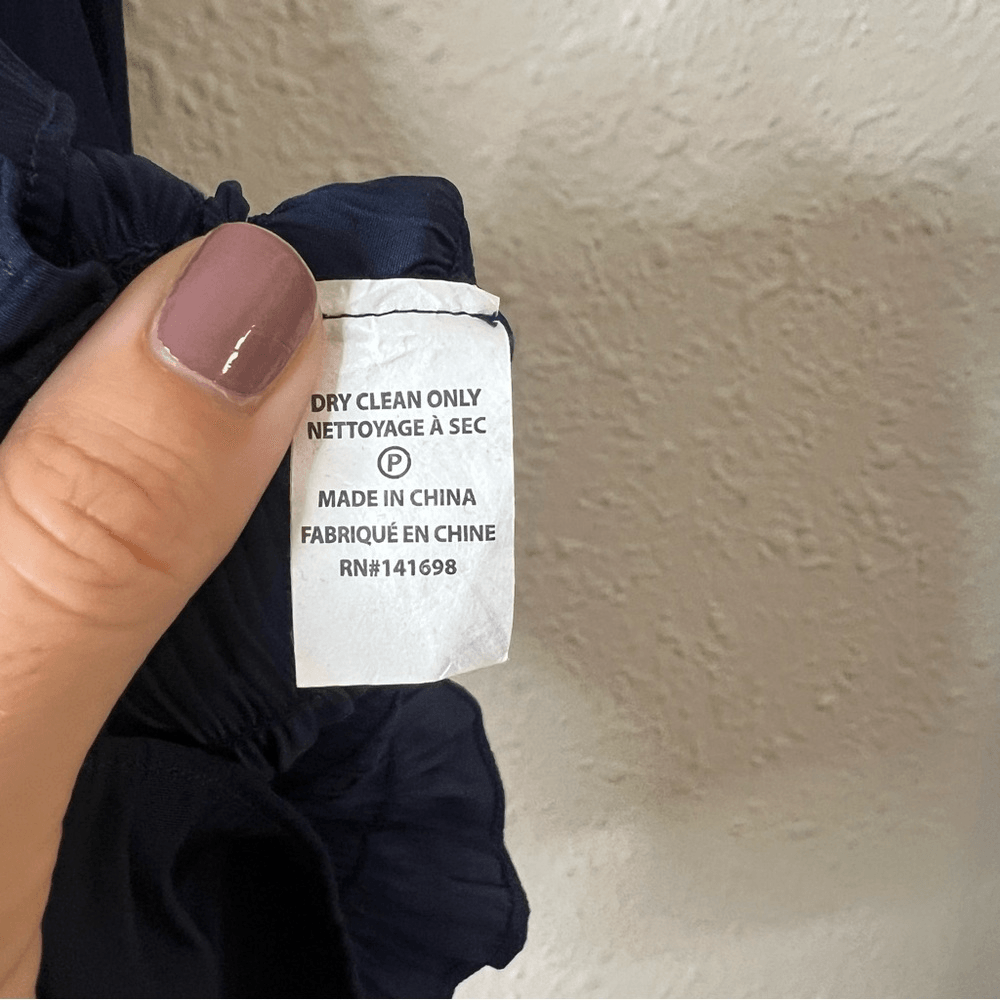 DRY CLEAN ONLY
NETTOYAGE À SEC
P
MADE IN CHINA
FABRIQUÉ EN CHINE
RN#141698